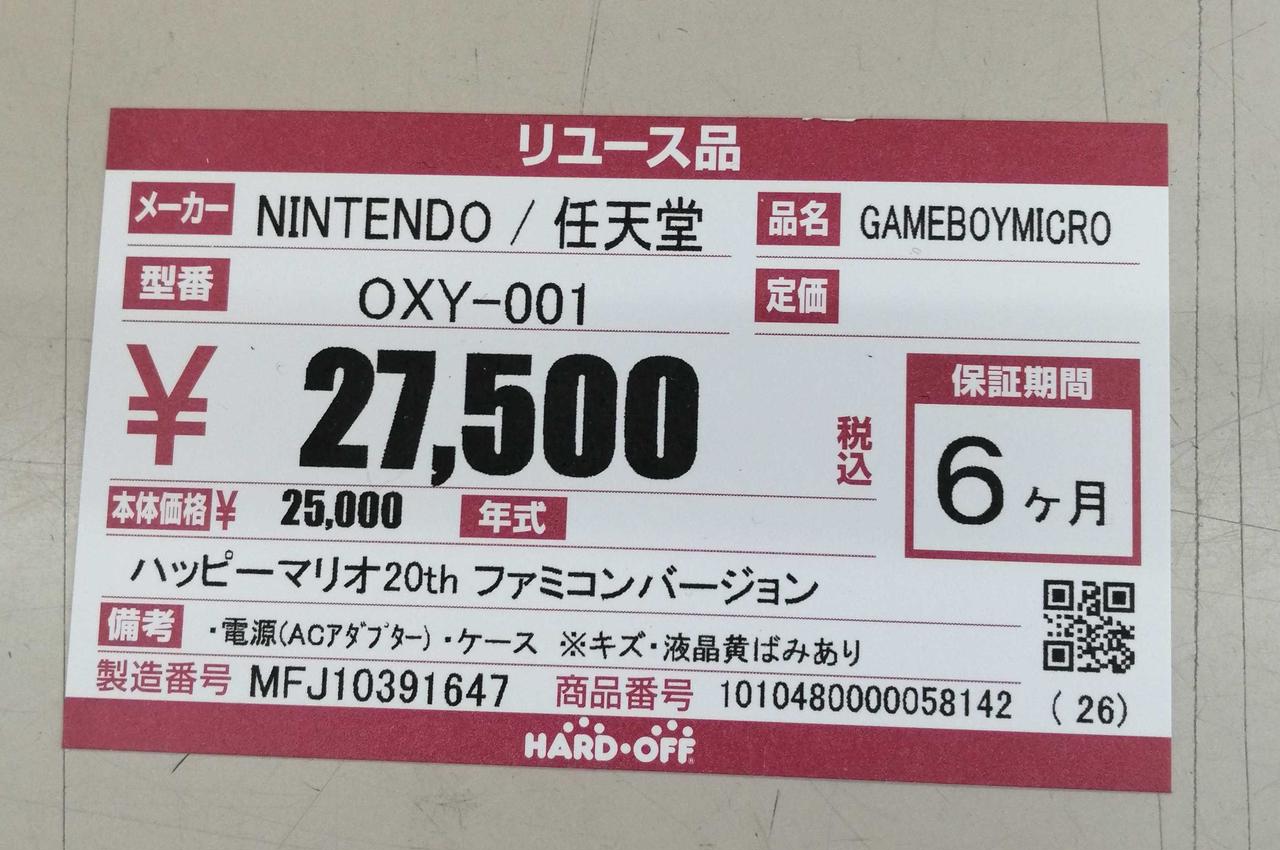 リユース品
メーカー NINTENDO / 任天堂 品名 GAMEBOYMICRO
型番 OXY-001 定価
¥ 27,500 税込
保証期間
6ヶ月
本体価格¥ 25,000 年式
ハッピーマリオ20th ファミコンバージョン
備考 ・電源(ACアダプター)・ケース ※キズ・液晶黄ばみあり
製造番号 MFJ10391647 商品番号 1010480000058142 (26)
HARD・OFF